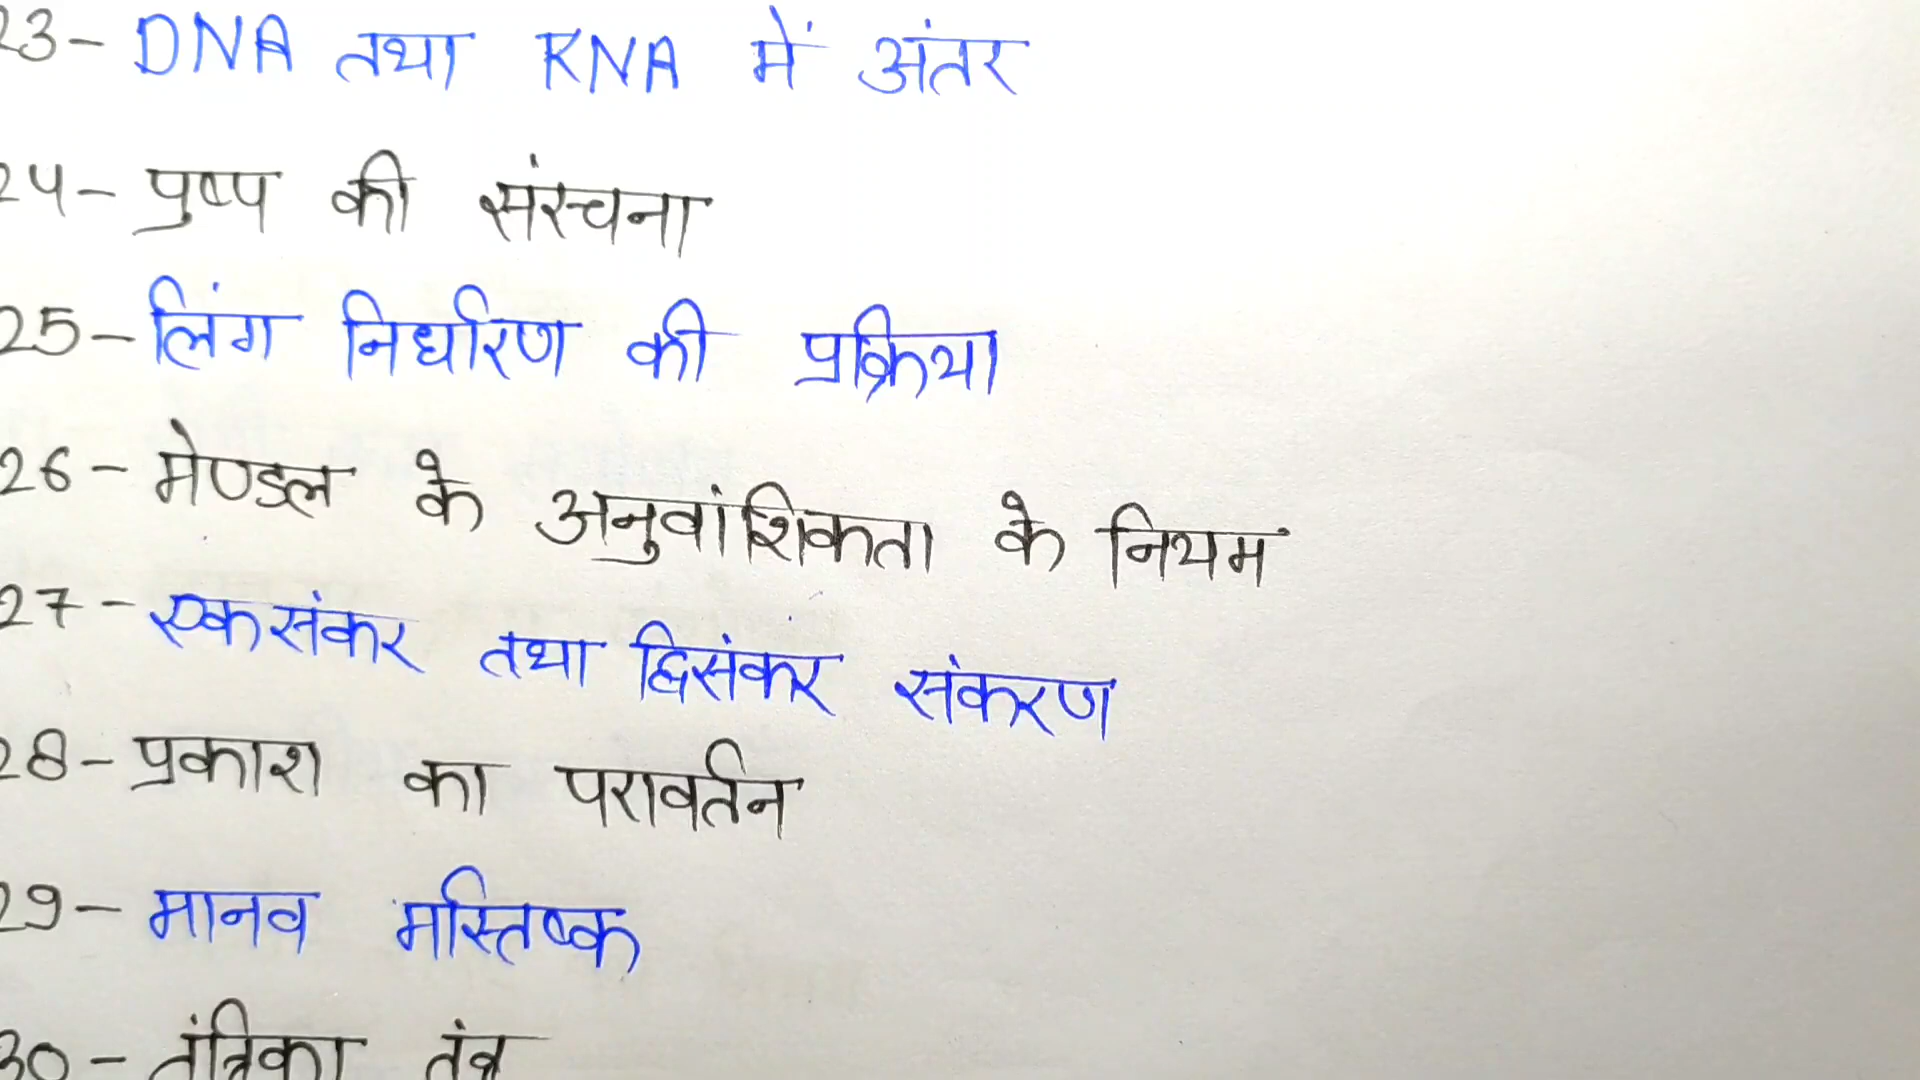 23- DNA तथा RNA में अंतर
24- पुष्प की संरचना
25- लिंग निर्धारण की प्रक्रिया
26- मेण्डल के अनुवांशिकता के नियम
27- एकसंकर तथा द्विसंकर संकरण
28- प्रकाश का परावर्तन
29- मानव मस्तिष्क
30- तंत्रिका तंत्र